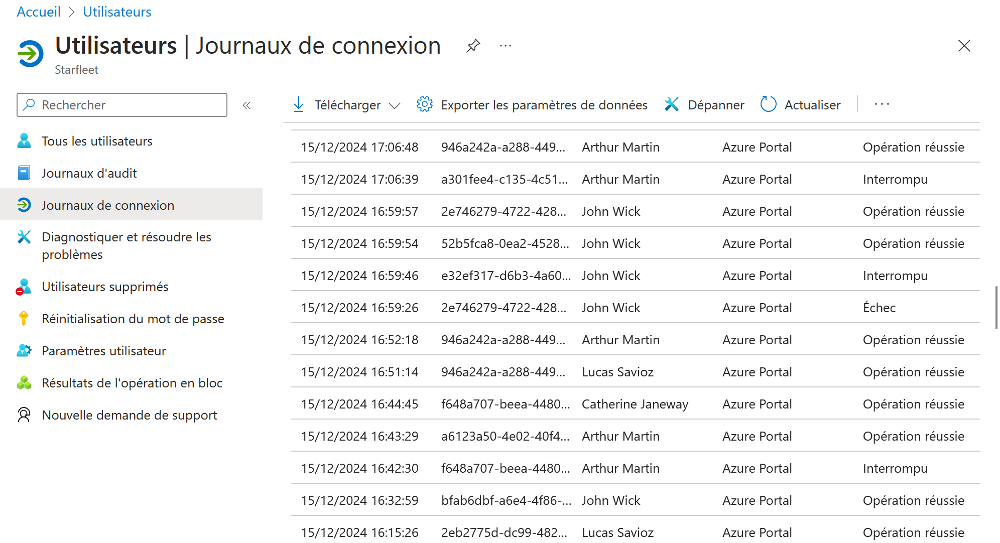 Accueil > Utilisateurs
Utilisateurs | Journaux de connexion ...
Starfleet
Rechercher
Tous les utilisateurs
Journaux d'audit
Journaux de connexion
Diagnostiquer et résoudre les
problèmes
Utilisateurs supprimés
Réinitialisation du mot de passe
Paramètres utilisateur
Résultats de l'opération en bloc
Nouvelle demande de support
Télécharger Exporter les paramètres de données Dépanner Actualiser ...
15/12/2024 17:06:48 946a242a-a288-449... Arthur Martin Azure Portal Opération réussie
15/12/2024 17:06:39 a301fee4-c135-4c51... Arthur Martin Azure Portal Interrompu
15/12/2024 16:59:57 2e746279-4722-428... John Wick Azure Portal Opération réussie
15/12/2024 16:59:54 52b5fca8-0ea2-4528... John Wick Azure Portal Opération réussie
15/12/2024 16:59:46 e32ef317-d6b3-4a60... John Wick Azure Portal Interrompu
15/12/2024 16:59:26 2e746279-4722-428... John Wick Azure Portal Échec
15/12/2024 16:52:18 946a242a-a288-449... Arthur Martin Azure Portal Opération réussie
15/12/2024 16:51:14 946a242a-a288-449... Lucas Savioz Azure Portal Opération réussie
15/12/2024 16:44:45 f648a707-beea-4480... Catherine Janeway Azure Portal Opération réussie
15/12/2024 16:43:29 a6123a50-4e02-40f4... Arthur Martin Azure Portal Opération réussie
15/12/2024 16:42:30 f648a707-beea-4480... Arthur Martin Azure Portal Interrompu
15/12/2024 16:32:59 bfab6dbf-a6e4-4f86-... John Wick Azure Portal Opération réussie
15/12/2024 16:15:26 2eb2775d-dc99-482... Lucas Savioz Azure Portal Opération réussie